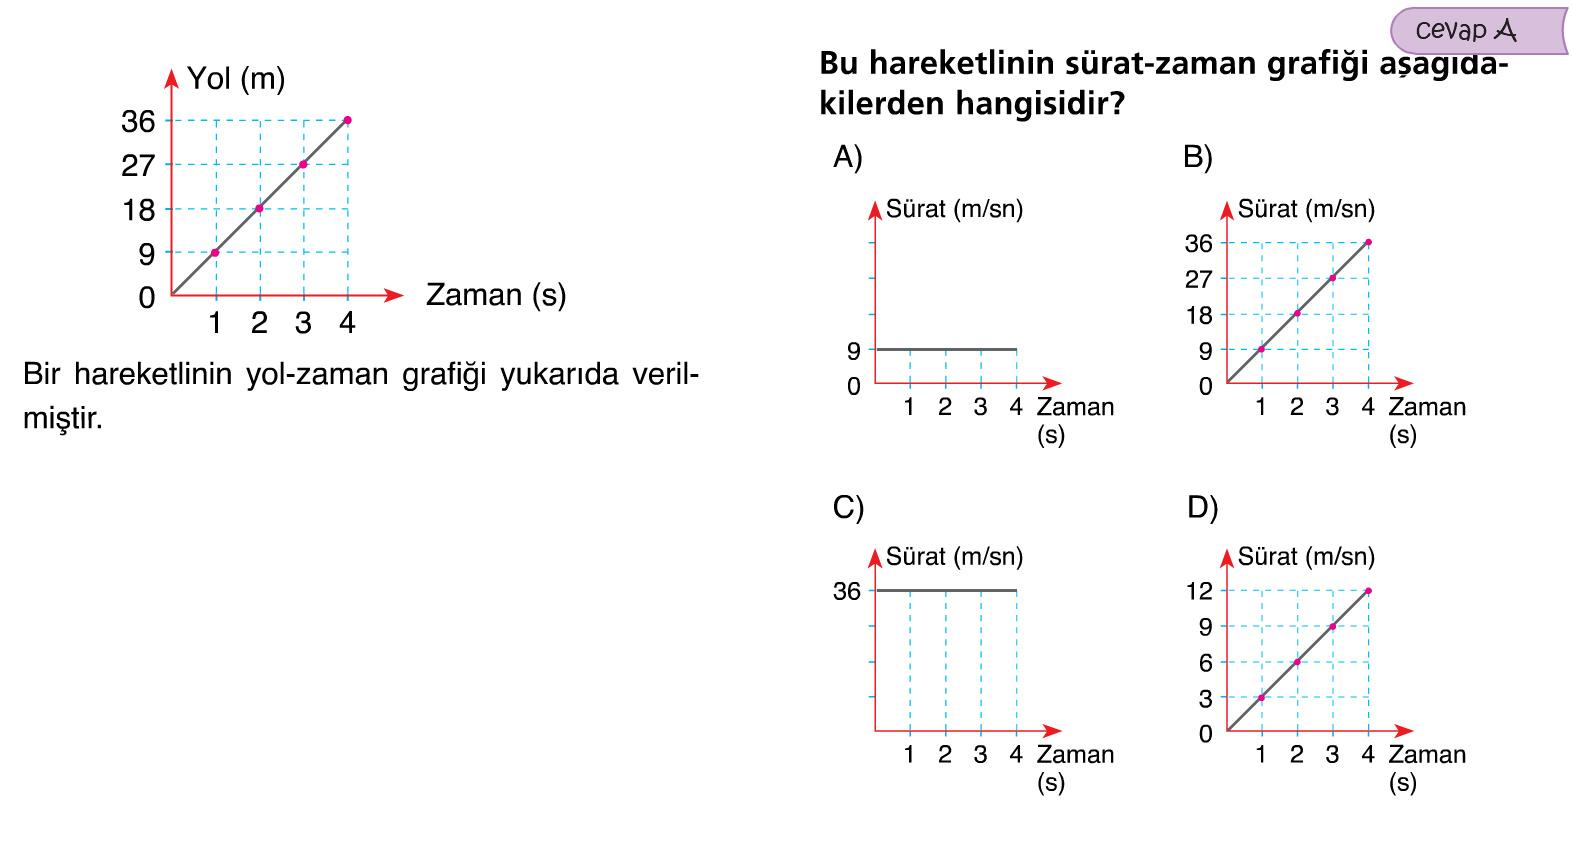 Yol (m)
36
27
18
9
0
1 2 3 4
Zaman (s)
Bir hareketlinin yol-zaman grafiği yukarıda veril-
miştir.
Cevap A
Bu hareketlinin sürat-zaman grafiği aşağıda-
kilerden hangisidir?
A)
Sürat (m/sn)
9
0
1 2 3 4 Zaman
(s)
B)
Sürat (m/sn)
36
27
18
9
0
1 2 3 4 Zaman
(s)
C)
Sürat (m/sn)
36
1 2 3 4 Zaman
(s)
D)
Sürat (m/sn)
12
9
6
3
0
1 2 3 4 Zaman
(s)